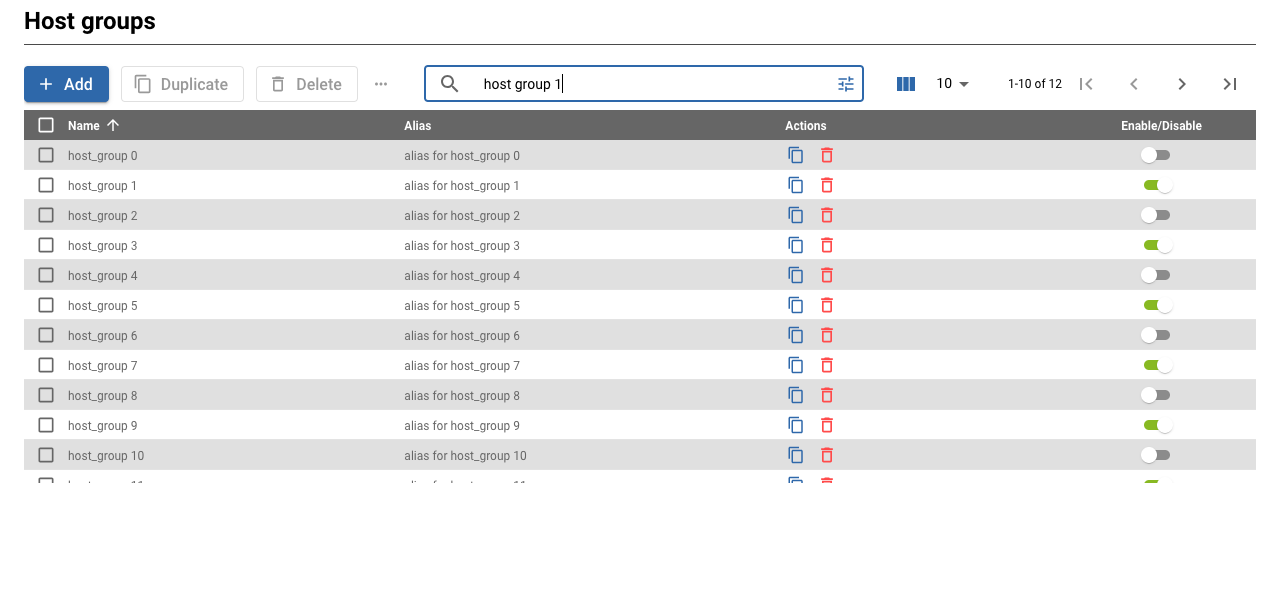 Host groups
Add Duplicate Delete host group 1 10 1-10 of 12
Name Alias Actions Enable/Disable
host_group 0 alias for host_group 0
host_group 1 alias for host_group 1
host_group 2 alias for host_group 2
host_group 3 alias for host_group 3
host_group 4 alias for host_group 4
host_group 5 alias for host_group 5
host_group 6 alias for host_group 6
host_group 7 alias for host_group 7
host_group 8 alias for host_group 8
host_group 9 alias for host_group 9
host_group 10 alias for host_group 10